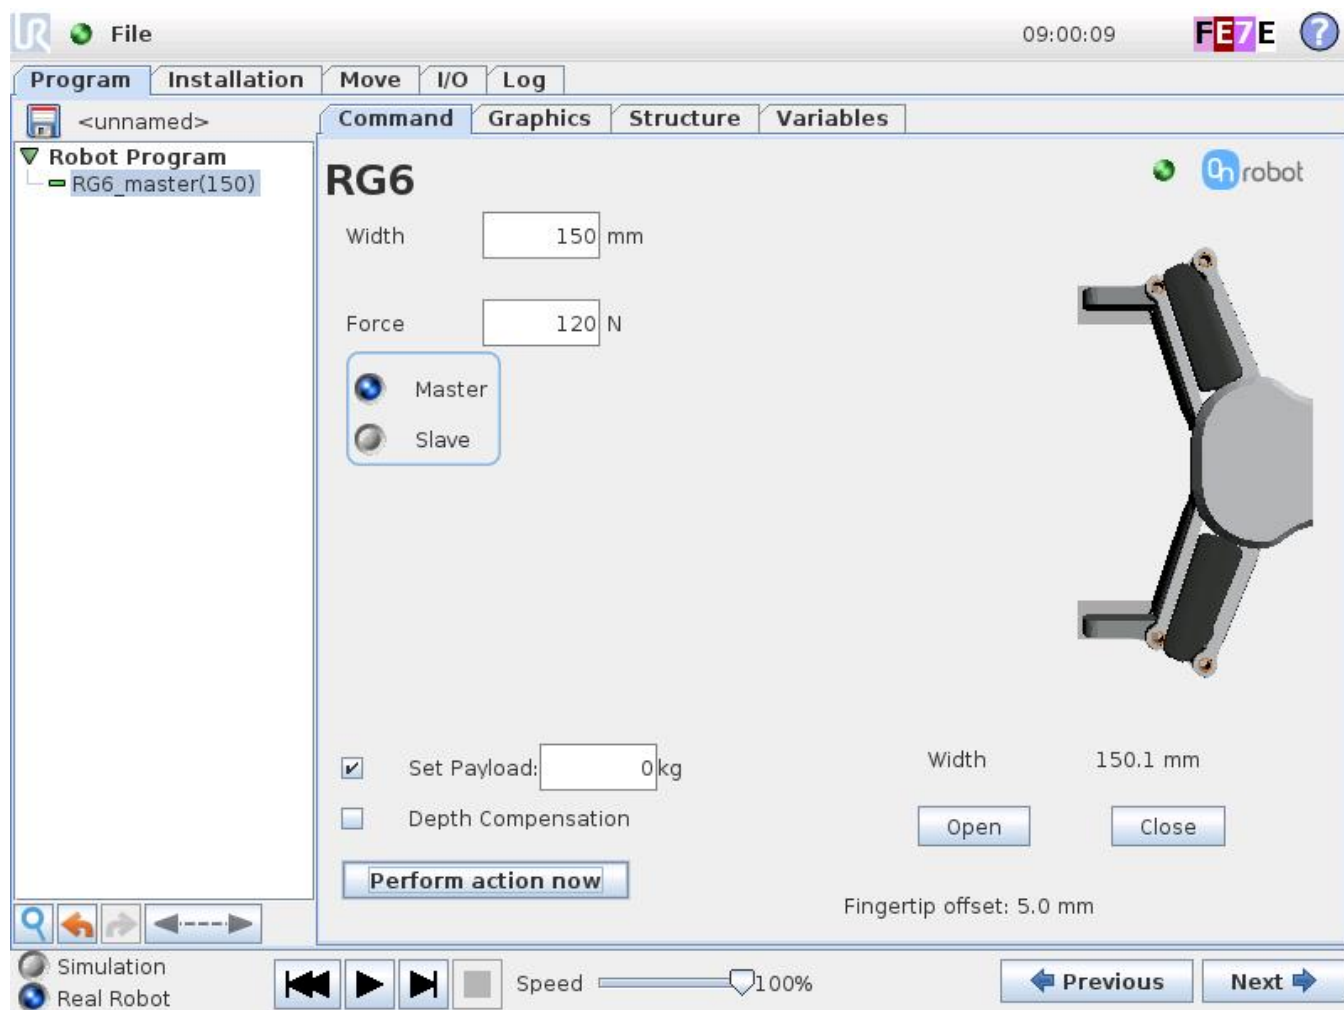 UR File 09:00:09 FE7E ?
Program Installation Move I/O Log
<unnamed> Command Graphics Structure Variables
Robot Program
RG6_master(150)
RG6
On robot
Width 150 mm
Force 120 N
Master
Slave
Set Payload: 0 kg
Width 150.1 mm
Depth Compensation
Open Close
Perform action now
Fingertip offset: 5.0 mm
Simulation
Real Robot
Speed 100%
Previous Next